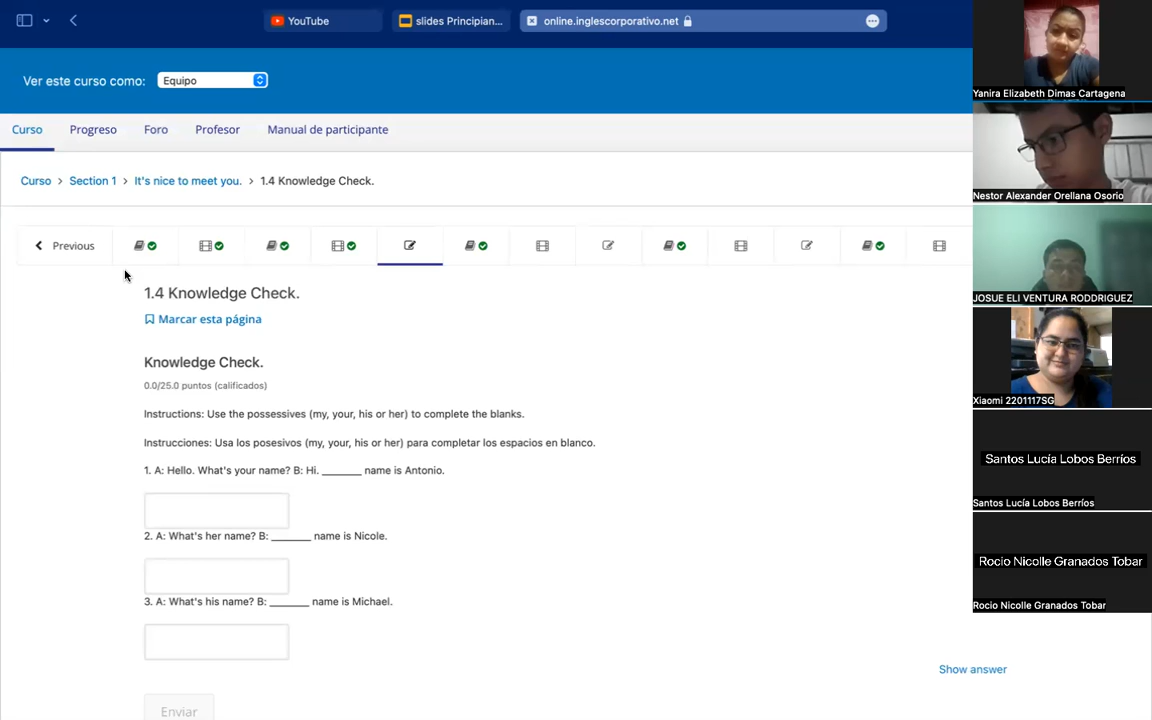 YouTube
slides Principian...
online.inglescorporativo.net
Ver este curso como:
Equipo
Curso
Progreso
Foro
Profesor
Manual de participante
Curso > Section 1 > It's nice to meet you. > 1.4 Knowledge Check.
Previous
1.4 Knowledge Check.
Marcar esta página
Knowledge Check.
0.0/25.0 puntos (calificados)
Instructions: Use the possessives (my, your, his or her) to complete the blanks.
Instrucciones: Usa los posesivos (my, your, his or her) para completar los espacios en blanco.
1. A: Hello. What's your name? B: Hi. ______ name is Antonio.
2. A: What's her name? B: ______ name is Nicole.
3. A: What's his name? B: ______ name is Michael.
Show answer
Enviar
Yanira Elizabeth Dimas Cartagena
Nestor Alexander Orellana Osorio
JOSUE ELI VENTURA RODDRIGUEZ
Xiaomi 2201117SG
Santos Lucía Lobos Berríos
Santos Lucía Lobos Berríos
Rocio Nicolle Granados Tobar
Rocio Nicolle Granados Tobar